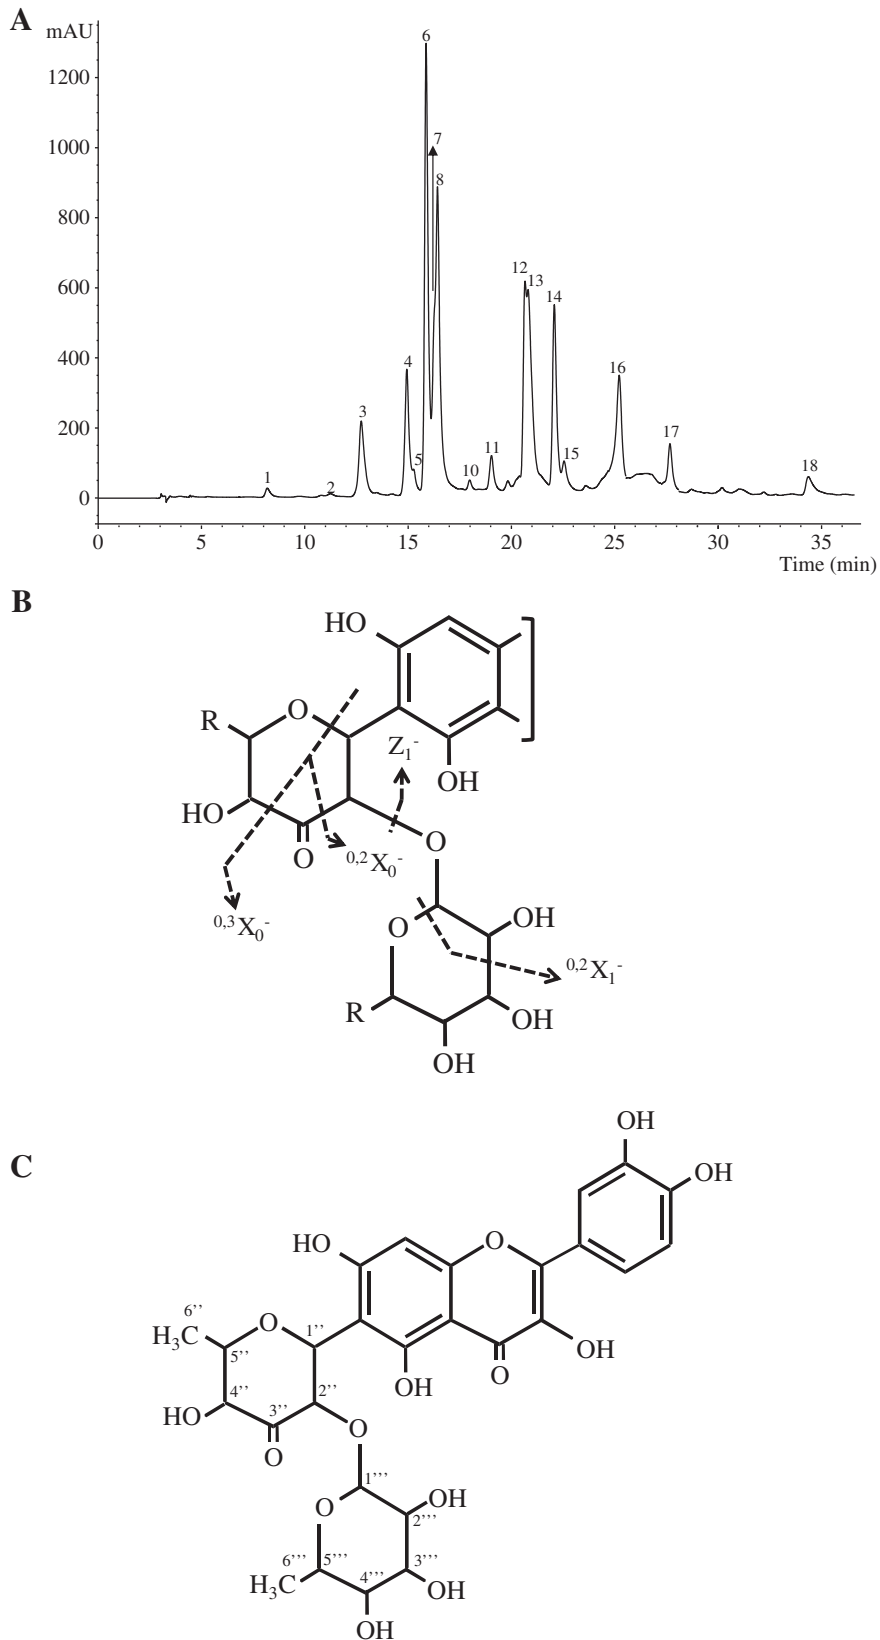 A
mAU
6
1200
7
1000
8
800
12
13
600
14
400
4
16
3
200
17
5
11
15
10
18
1
2
0
0 5 10 15 20 25 30 35
Time (min)
B
HO
O
R
Z₁⁻
OH
HO
O
O
⁰,²X₀⁻
⁰,³X₀⁻
O
OH
⁰,²X₁⁻
R
OH
OH
C
OH
OH
HO
O
6’’
H₃C
O
1’’
5’’
OH
4’’
2’’
OH
O
HO
3’’
O
O
1’’’
O
OH
2’’’
6’’’
5’’’
3’’’
H₃C
4’’’
OH
OH